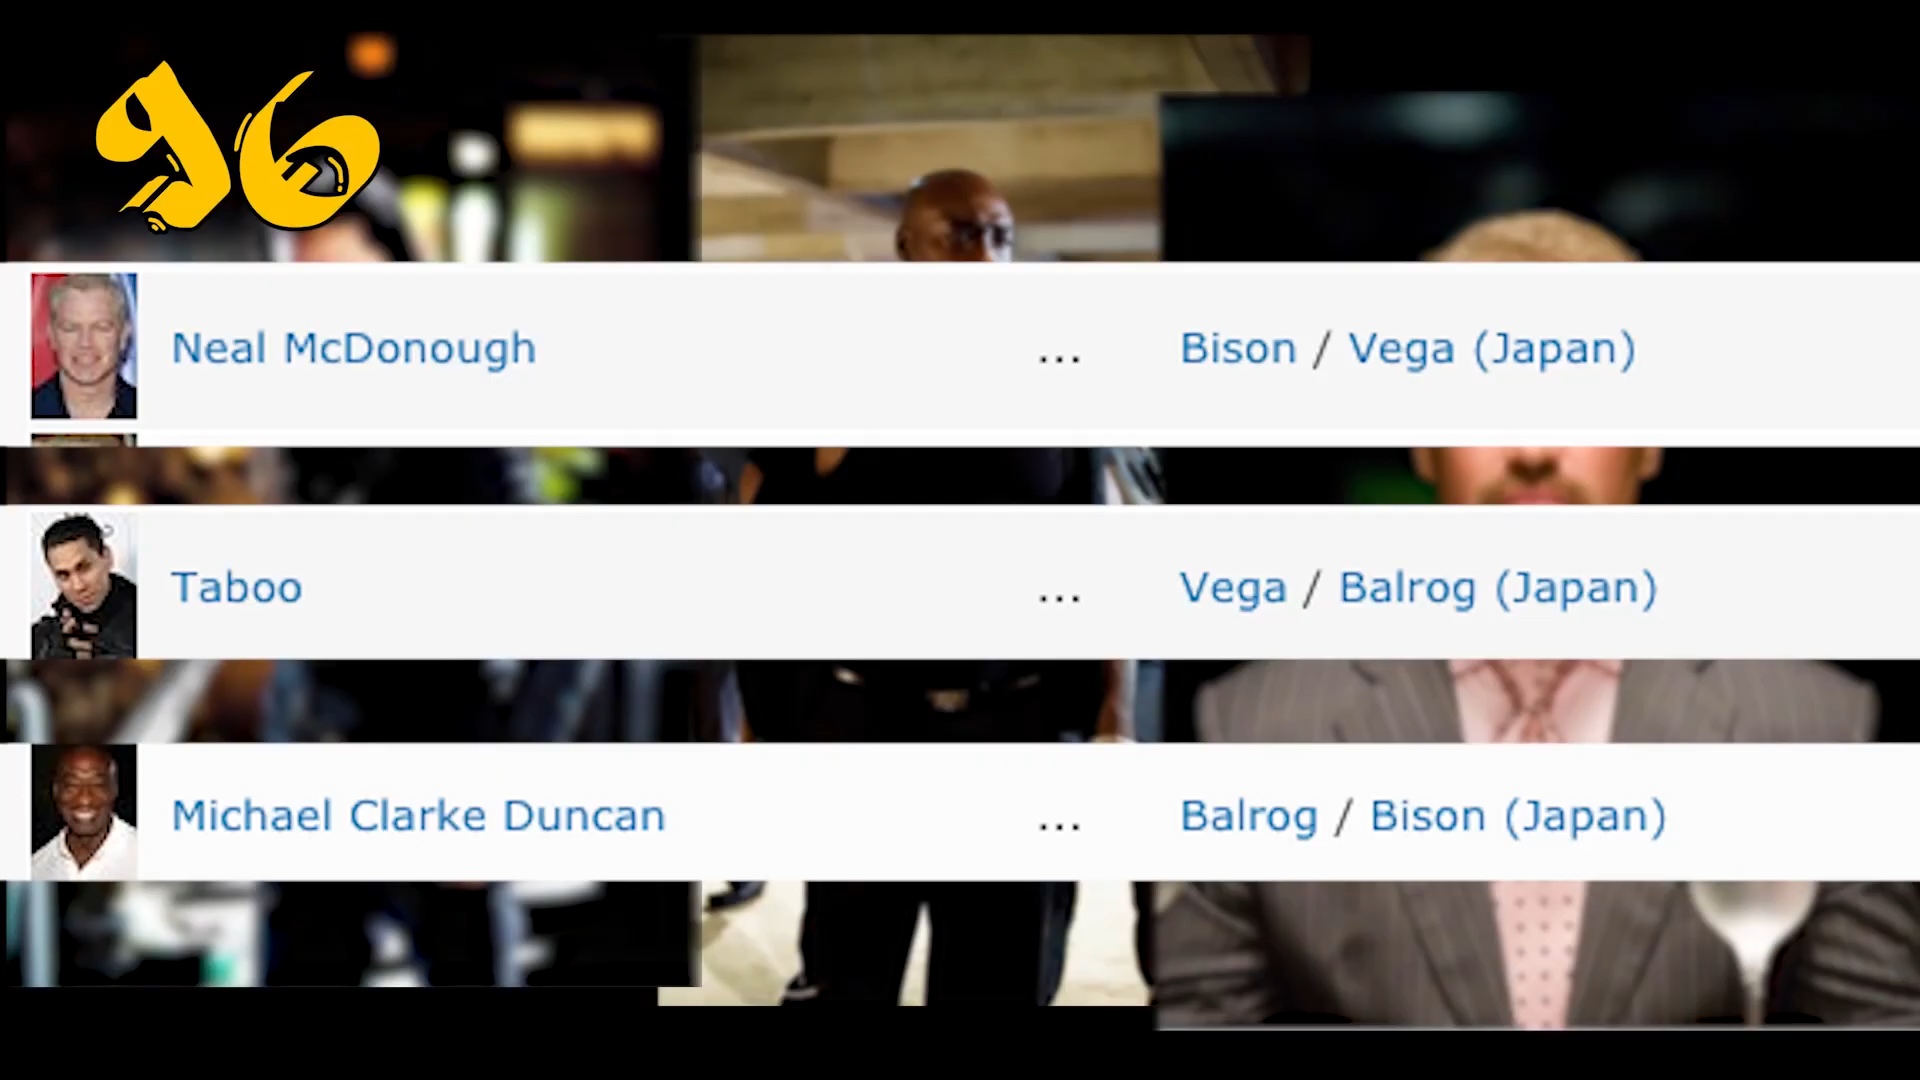 96
Neal McDonough ... Bison / Vega (Japan)
Taboo ... Vega / Balrog (Japan)
Michael Clarke Duncan ... Balrog / Bison (Japan)